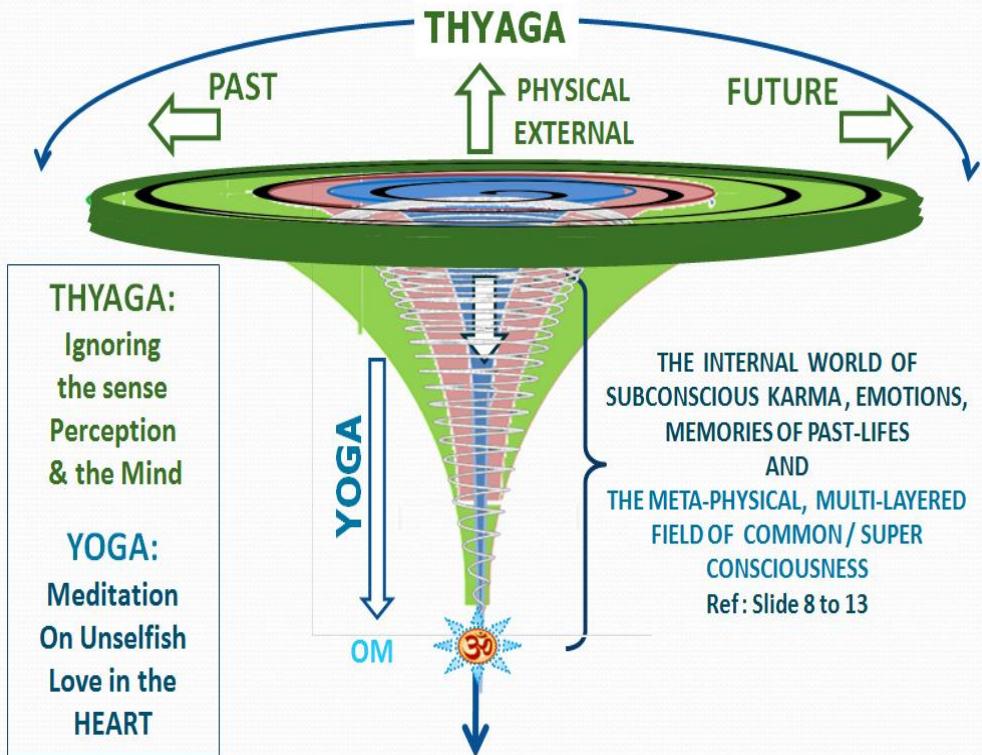 THYAGA
PAST
PHYSICAL
EXTERNAL
FUTURE
THYAGA:
Ignoring
the sense
Perception
& the Mind
YOGA:
Meditation
On Unselfish
Love in the
HEART
YOGA
OM
ॐ
THE INTERNAL WORLD OF
SUBCONSCIOUS KARMA, EMOTIONS,
MEMORIES OF PAST-LIFES
AND
THE META-PHYSICAL, MULTI-LAYERED
FIELD OF COMMON / SUPER
CONSCIOUSNESS
Ref : Slide 8 to 13